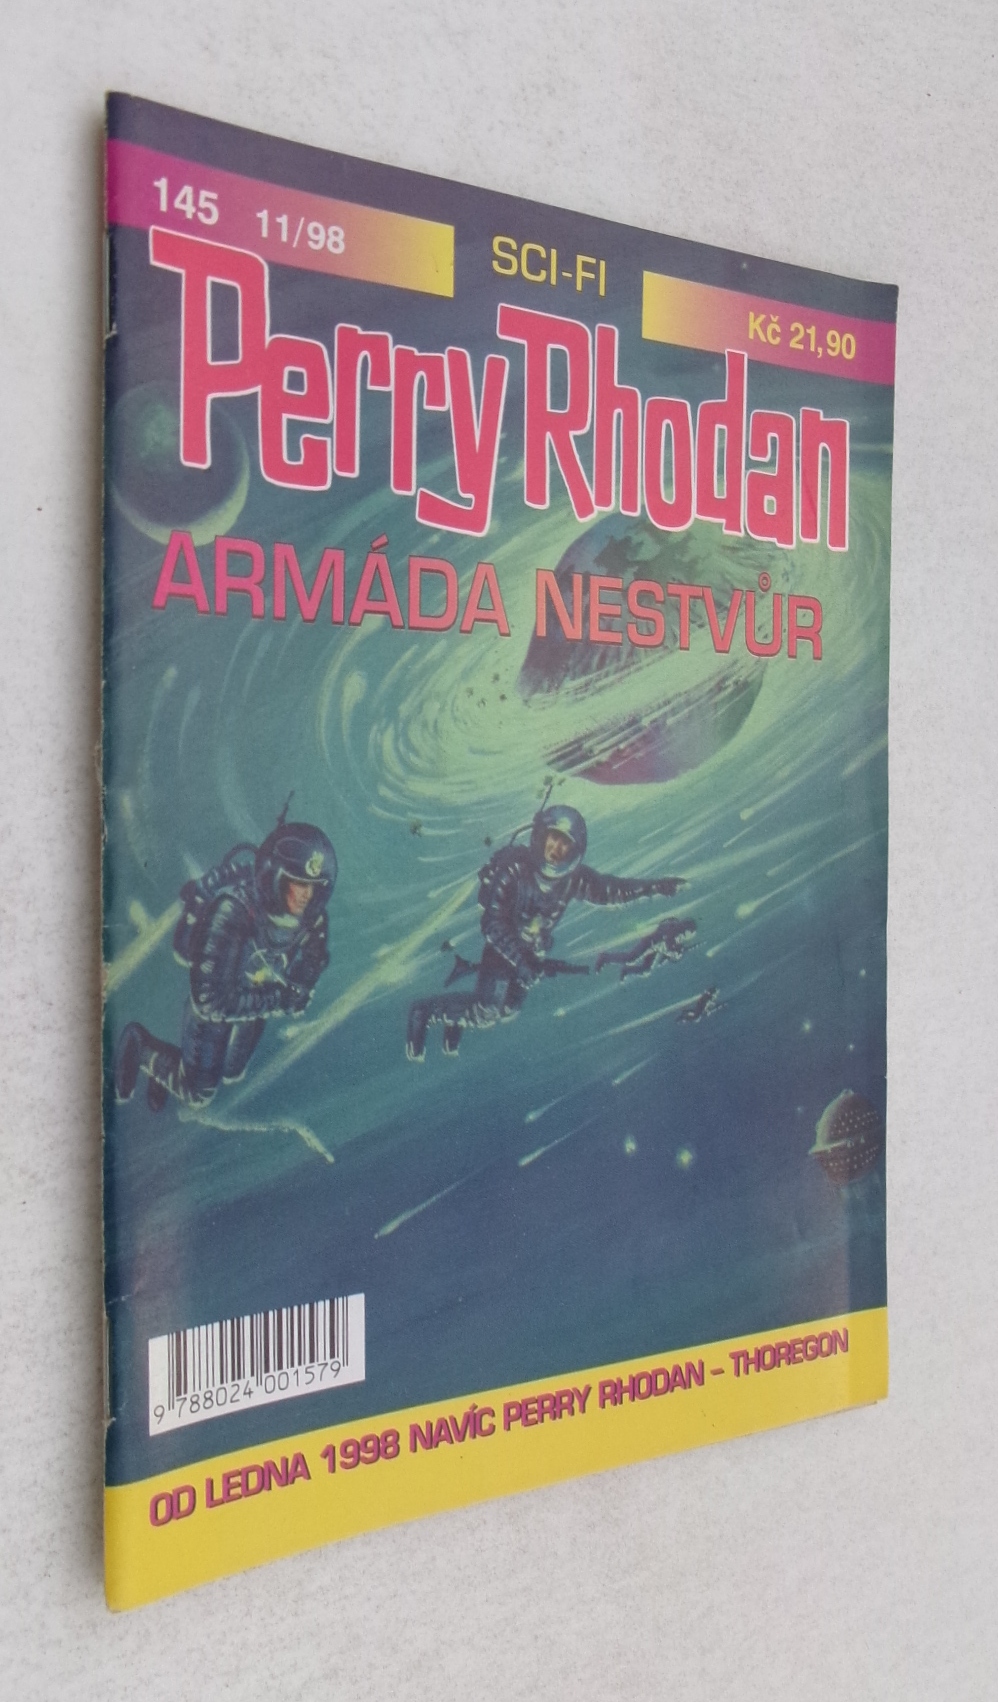 145 11/98
SCI-FI
Kč 21,90
Perry Rhodan
ARMÁDA NESTVŮR
9 788024 001579
OD LEDNA 1998 NAVÍC PERRY RHODAN – THOREGON